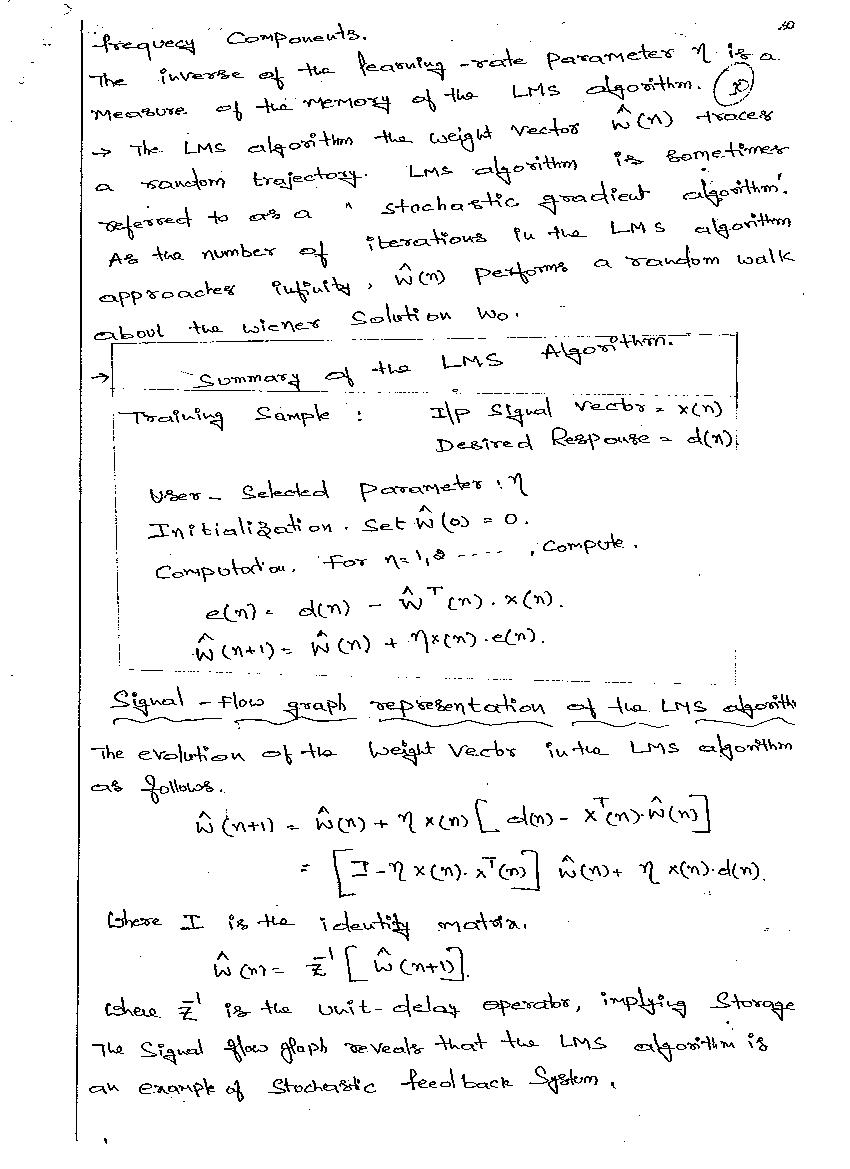 30
frequecy Components.
The inverse of the learning-rate parameter η is a
Measure of the memory of the LMS algorithm. 30
→ The LMS algorithm the weight vector ŵ(n) traces
a random trajectory. LMS algorithm is sometimes
referred to as a "stochastic gradient algorithm'.
As the number of iterations in the LMS algorithm
approaches infinity, ŵ(n) performs a random walk
about the wiener solution wo.
→ Summary of the LMS Algorithm.
Training Sample : I/p Signal vector = x(n)
Desired Response = d(n)
User- Selected parameter : η
Initialization. Set ŵ(0) = 0.
Computation. For n=1,2 ----, compute.
e(n) = d(n) - ŵᵀ(n).x(n).
ŵ(n+1) = ŵ(n) + ηx(n).e(n).
Signal-flow graph representation of the LMS algorith
The evolution of the weight vector in the LMS algorithm
as follows.
ŵ(n+1) = ŵ(n) + η x(n) [ d(n) - xᵀ(n).ŵ(n)]
= [I - η x(n). xᵀ(n)] ŵ(n) + η x(n).d(n).
where I is the identity matrix.
ŵ(n) = z⁻¹ [ŵ(n+1)].
where z⁻¹ is the unit-delay operator, implying storage
The Signal flow graph reveals that the LMS algorithm is
an example of Stochastic feedback System.